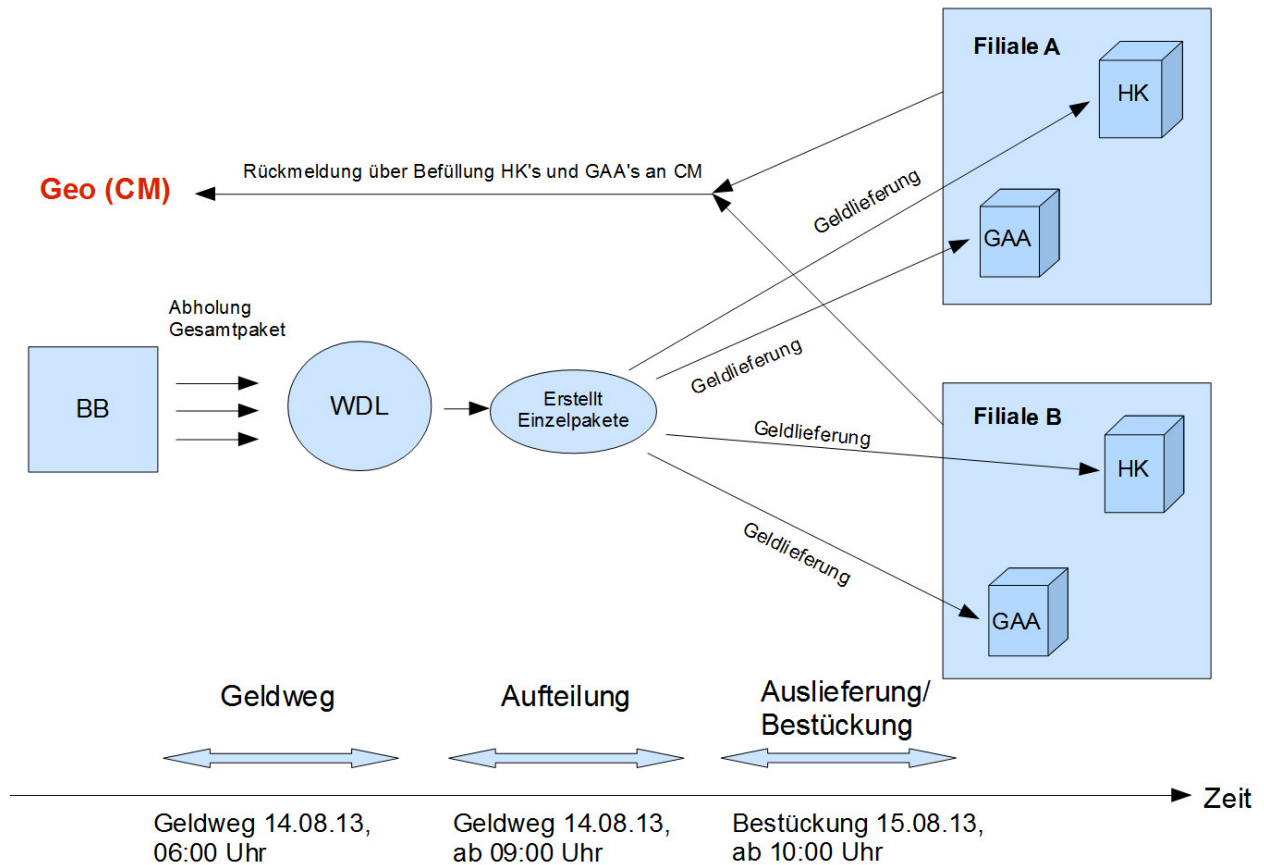 Filiale A
HK
GAA
Geldlieferung
Geldlieferung
Rückmeldung über Befüllung HK's und GAA's an CM
Geo (CM)
Abholung
Gesamtpaket
BB
WDL
Erstellt
Einzelpakete
Filiale B
HK
GAA
Geldlieferung
Geldlieferung
Geldweg
Aufteilung
Auslieferung/
Bestückung
Zeit
Geldweg 14.08.13,
06:00 Uhr
Geldweg 14.08.13,
ab 09:00 Uhr
Bestückung 15.08.13,
ab 10:00 Uhr